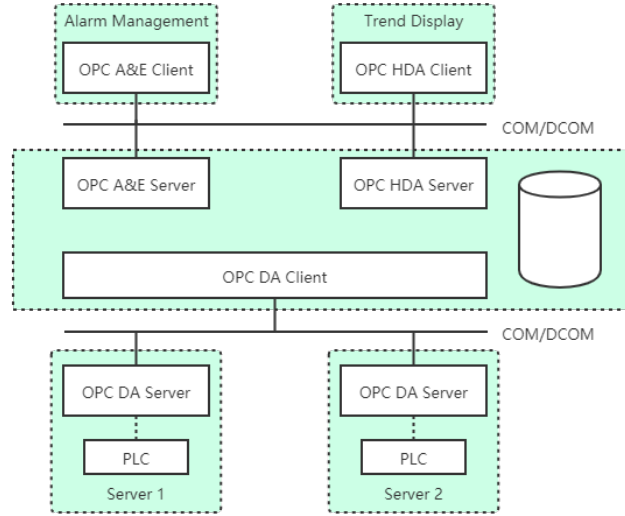 Alarm Management
Trend Display
OPC A&E Client
OPC HDA Client
COM/DCOM
OPC A&E Server
OPC HDA Server
OPC DA Client
COM/DCOM
OPC DA Server
OPC DA Server
PLC
PLC
Server 1
Server 2